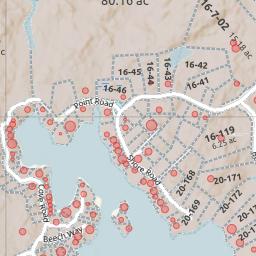 80.16 ac
16-7-02
15.18 ac
16-45
16-44
16-43
16-42
16-41
16-46
Point Road
16-119
6.25 ac
Shore Road
20-168
20-169
20-171
20-172
Cove Road
Beech Way